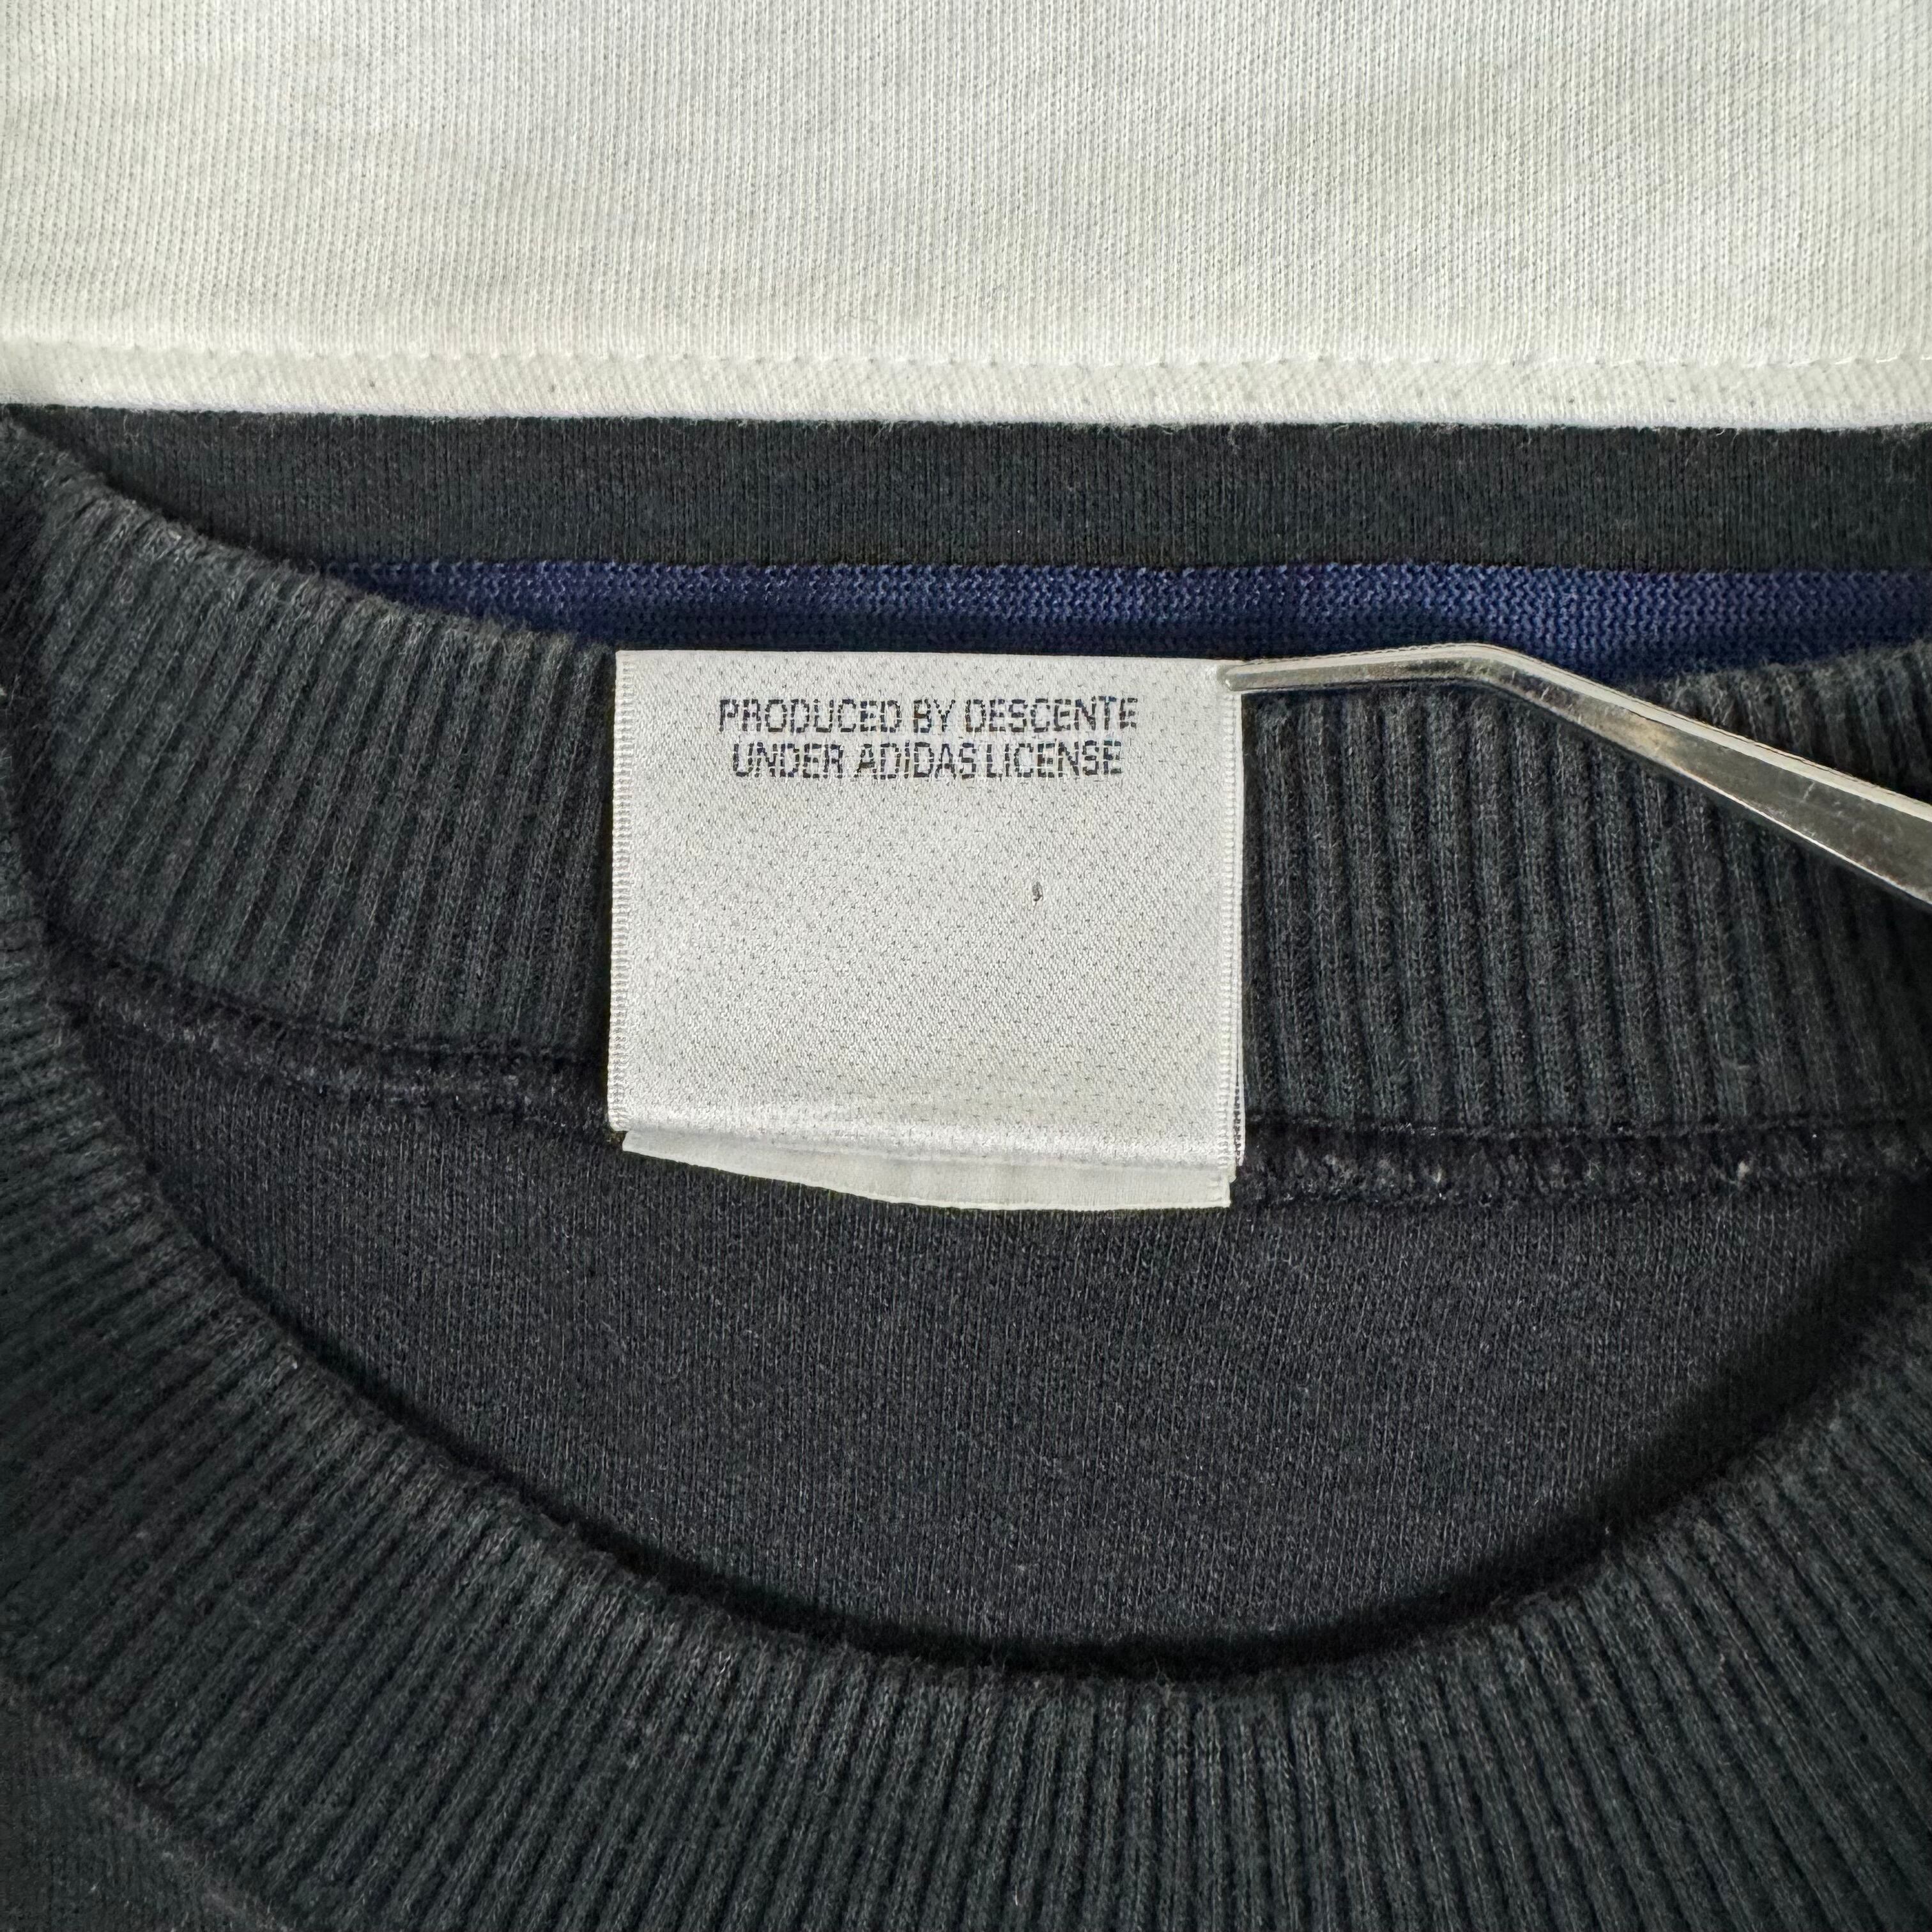 PRODUCED BY DESCENTE
UNDER ADIDAS LICENSE